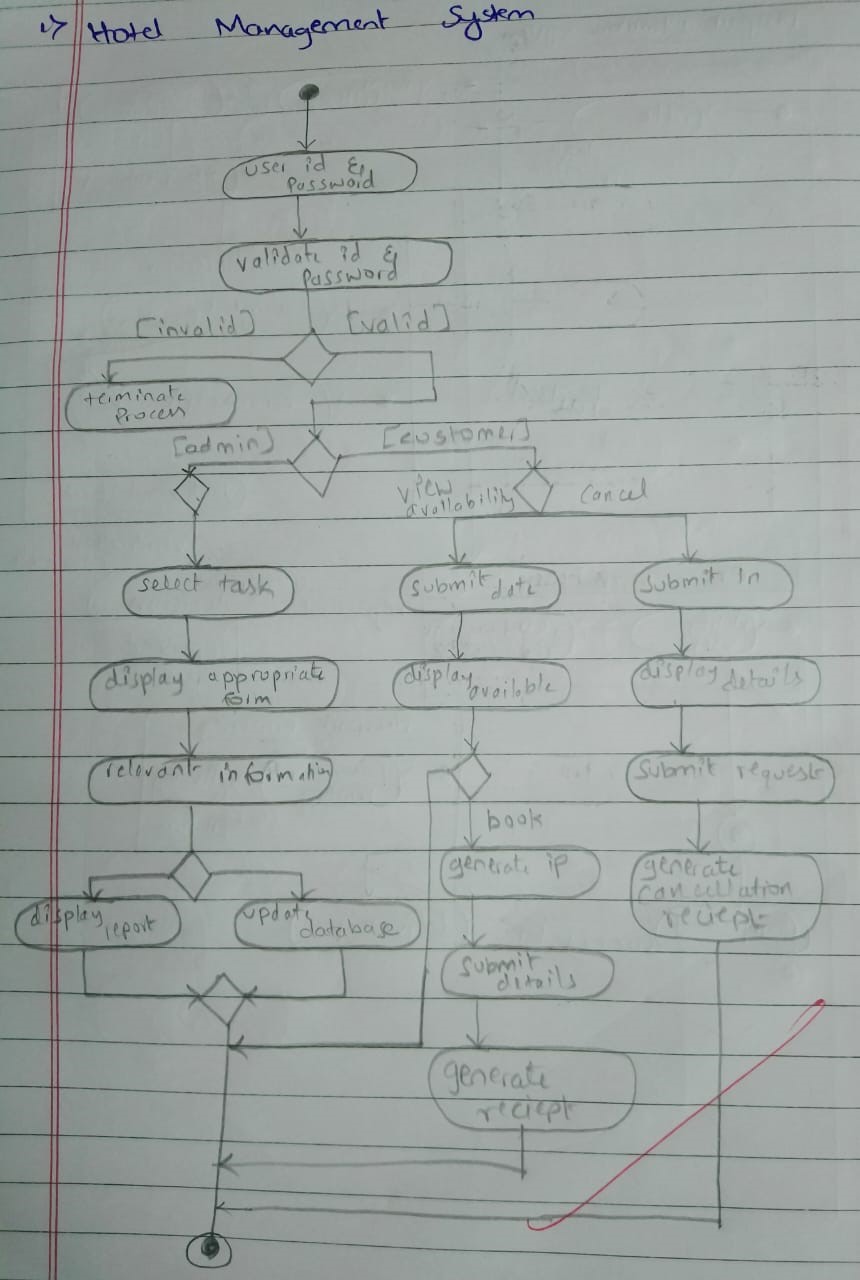 1.> Hotel Management System
user id &
Password
validate id &
Password
[invalid] [valid]
terminate
Process
[admin] [customer]
view
availability
cancel
select task
submit date
Submit In
display appropriate
form
display
available
display details
relevant information
Submit request
book
generate ip
generate
cancellation
reciept
display
report
update
database
submit
details
generate
reciept